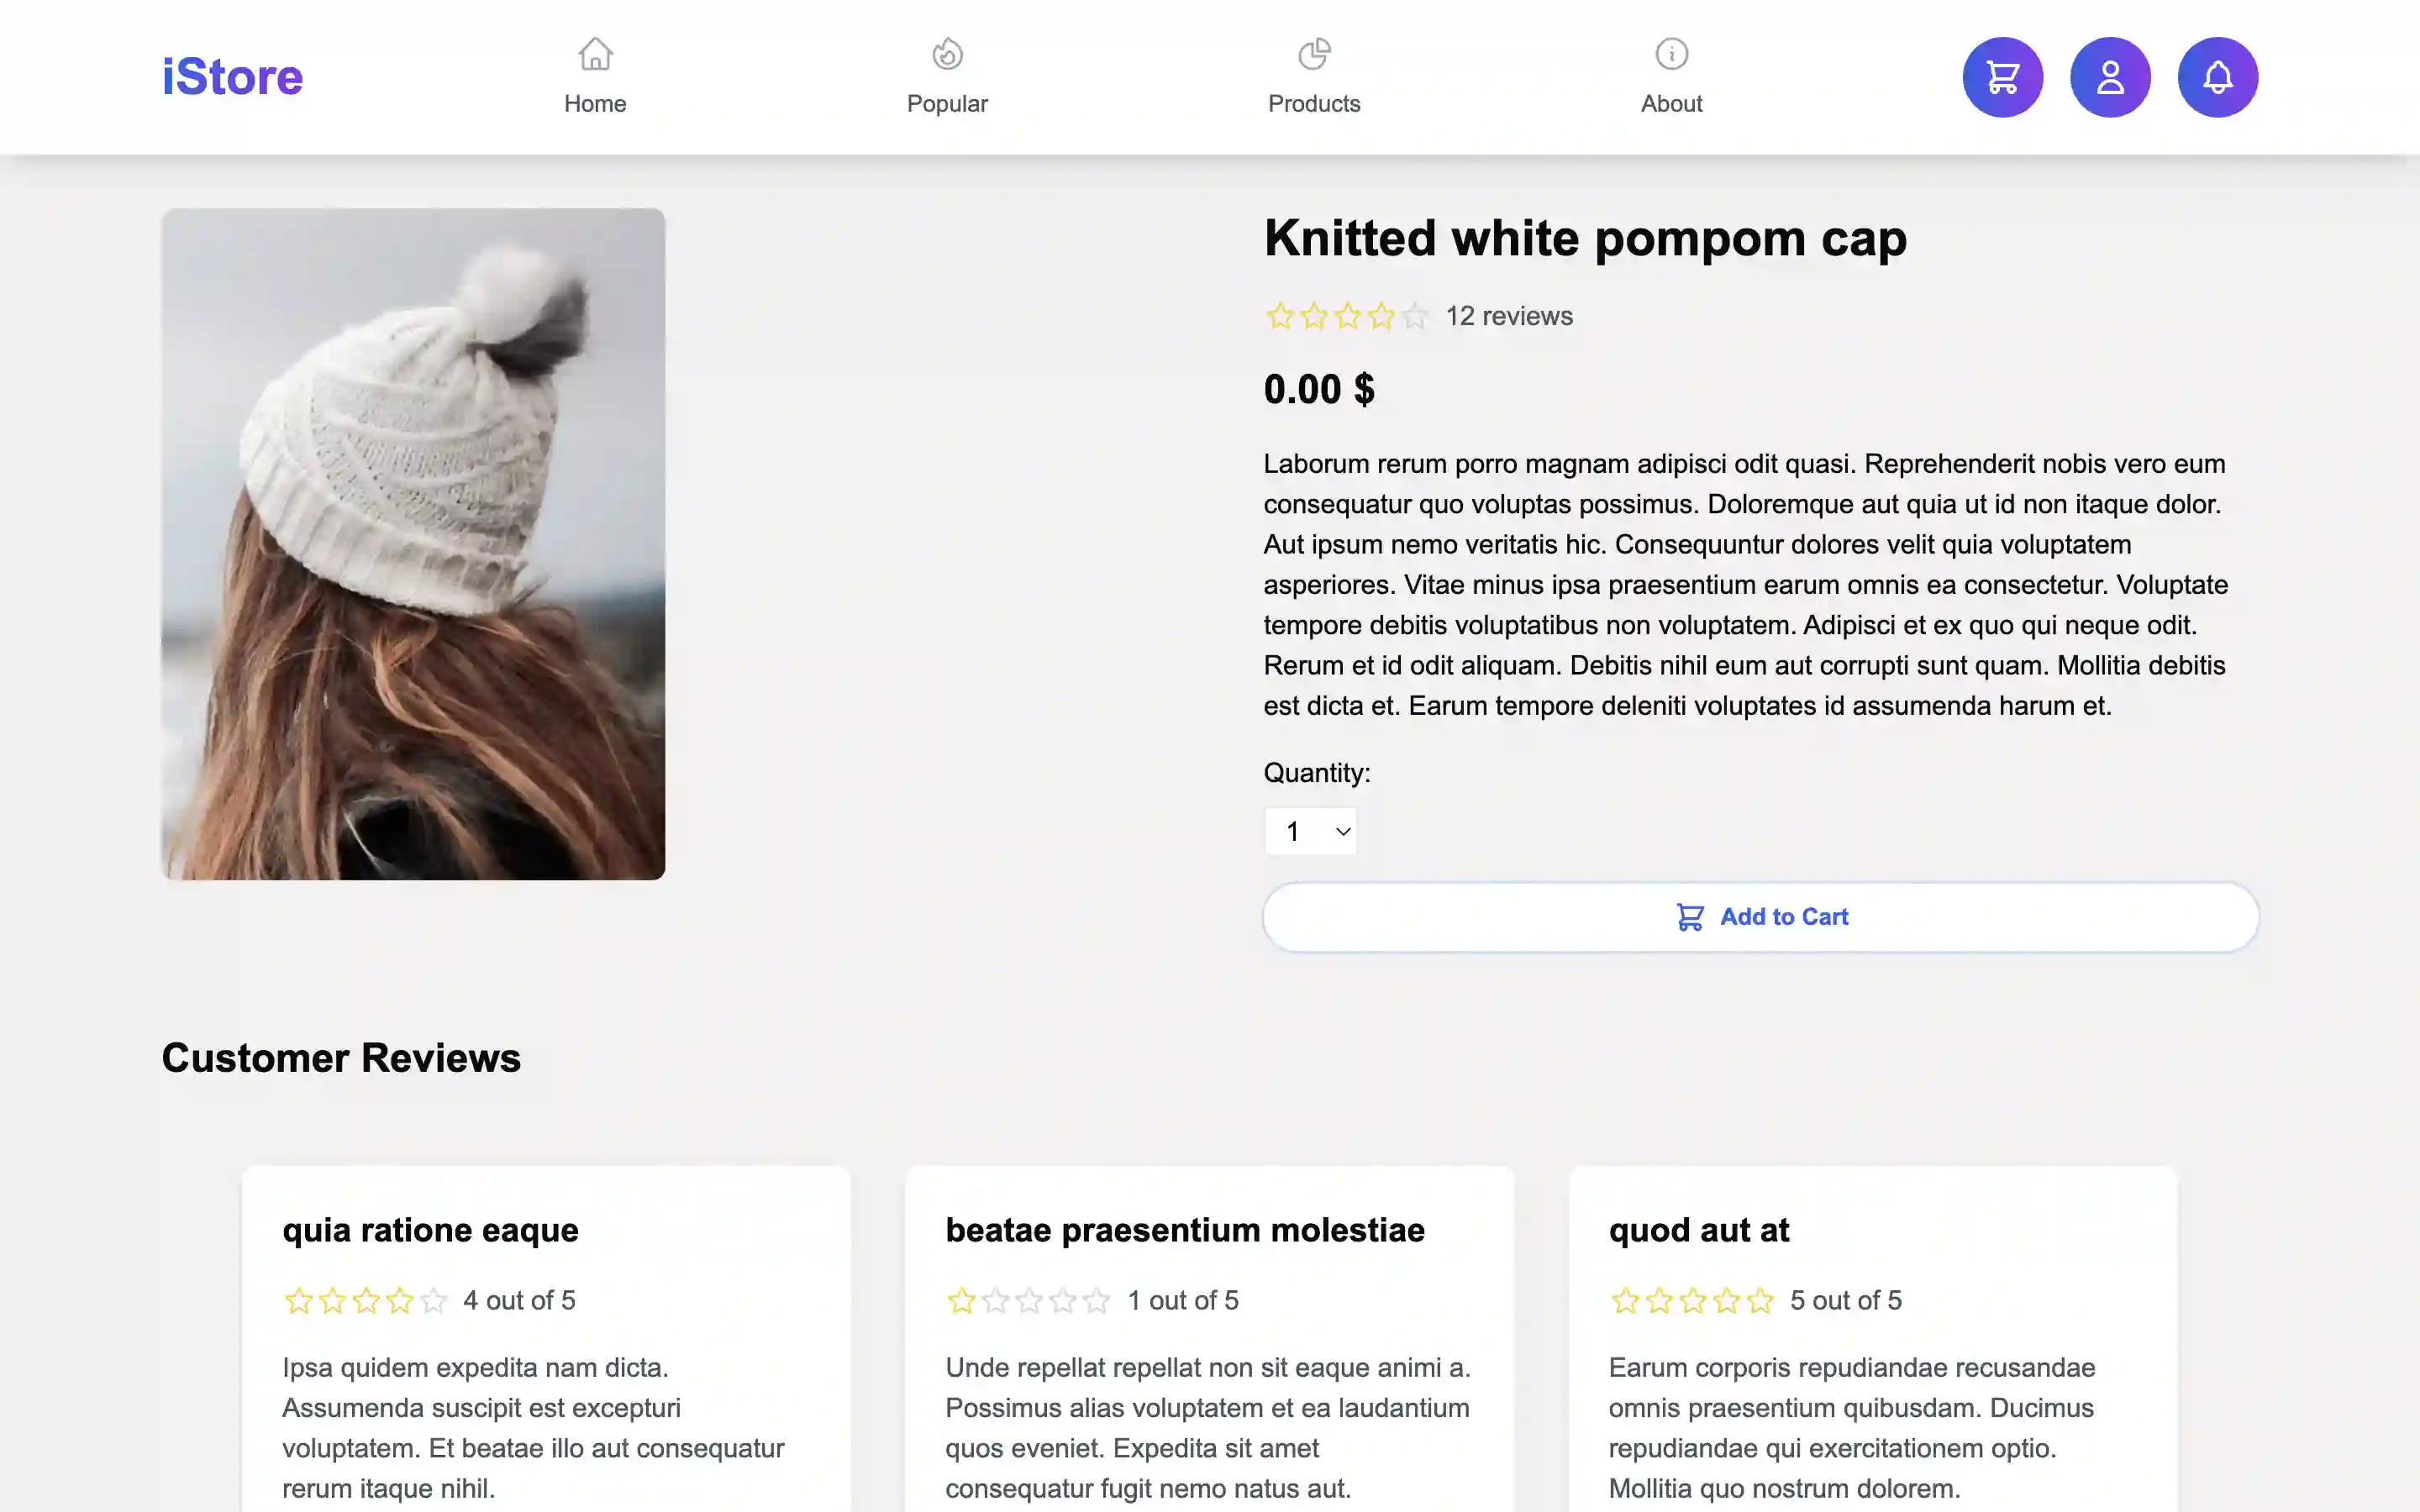 iStore
Home
Popular
Products
About
Knitted white pompom cap
12 reviews
0.00 $
Laborum rerum porro magnam adipisci odit quasi. Reprehenderit nobis vero eum
consequatur quo voluptas possimus. Doloremque aut quia ut id non itaque dolor.
Aut ipsum nemo veritatis hic. Consequuntur dolores velit quia voluptatem
asperiores. Vitae minus ipsa praesentium earum omnis ea consectetur. Voluptate
tempore debitis voluptatibus non voluptatem. Adipisci et ex quo qui neque odit.
Rerum et id odit aliquam. Debitis nihil eum aut corrupti sunt quam. Mollitia debitis
est dicta et. Earum tempore deleniti voluptates id assumenda harum et.
Quantity:
1
Add to Cart
Customer Reviews
quia ratione eaque
4 out of 5
Ipsa quidem expedita nam dicta.
Assumenda suscipit est excepturi
voluptatem. Et beatae illo aut consequatur
rerum itaque nihil.
beatae praesentium molestiae
1 out of 5
Unde repellat repellat non sit eaque animi a.
Possimus alias voluptatem et ea laudantium
quos eveniet. Expedita sit amet
consequatur fugit nemo natus aut.
quod aut at
5 out of 5
Earum corporis repudiandae recusandae
omnis praesentium quibusdam. Ducimus
repudiandae qui exercitationem optio.
Mollitia quo nostrum dolorem.